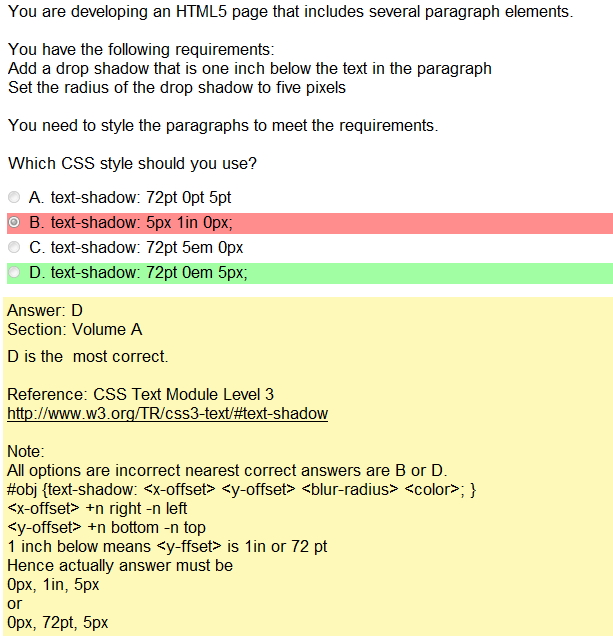 You are developing an HTML5 page that includes several paragraph elements.
You have the following requirements:
Add a drop shadow that is one inch below the text in the paragraph
Set the radius of the drop shadow to five pixels
You need to style the paragraphs to meet the requirements.
Which CSS style should you use?
A. text-shadow: 72pt 0pt 5pt
B. text-shadow: 5px 1in 0px;
C. text-shadow: 72pt 5em 0px
D. text-shadow: 72pt 0em 5px;
Answer: D
Section: Volume A
D is the  most correct.
Reference: CSS Text Module Level 3
http://www.w3.org/TR/css3-text/#text-shadow
Note:
All options are incorrect nearest correct answers are B or D.
#obj {text-shadow: <x-offset> <y-offset> <blur-radius> <color>; }
<x-offset> +n right -n left
<y-offset> +n bottom -n top
1 inch below means <y-ffset> is 1in or 72 pt
Hence actually answer must be
0px, 1in, 5px
or
0px, 72pt, 5px